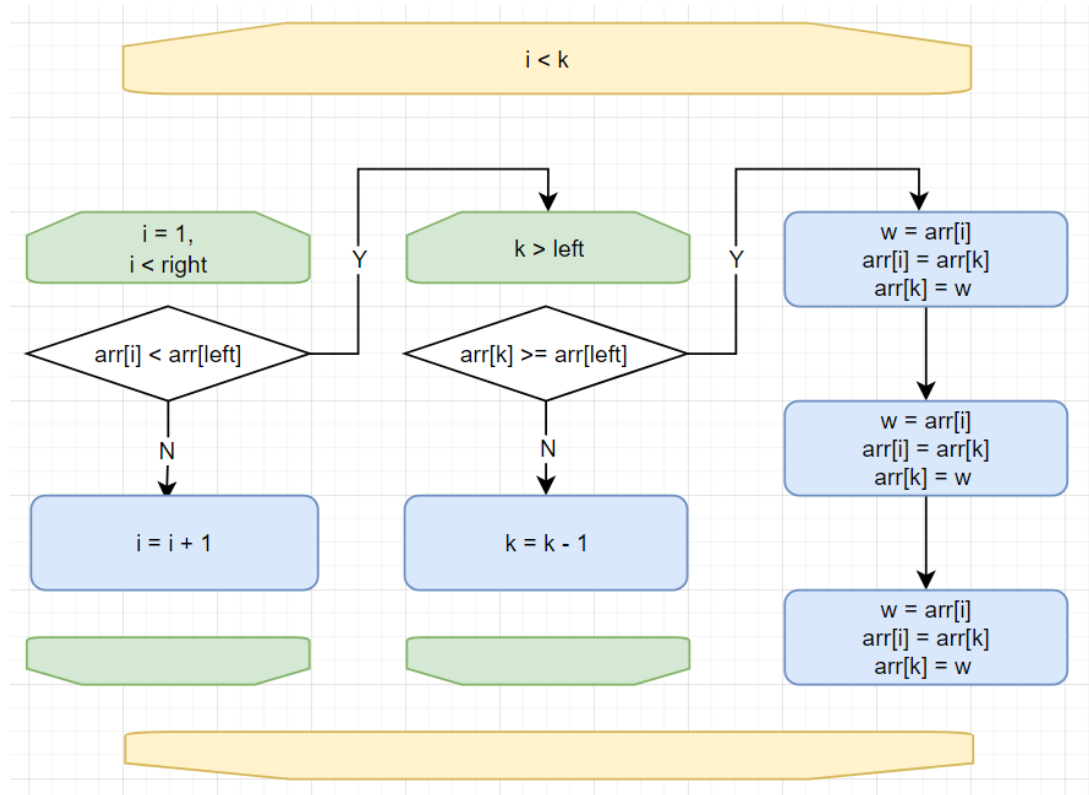 i < k
i = 1,
i < right
arr[i] < arr[left]
Y
N
i = i + 1
k > left
arr[k] >= arr[left]
Y
N
k = k - 1
w = arr[i]
arr[i] = arr[k]
arr[k] = w
w = arr[i]
arr[i] = arr[k]
arr[k] = w
w = arr[i]
arr[i] = arr[k]
arr[k] = w